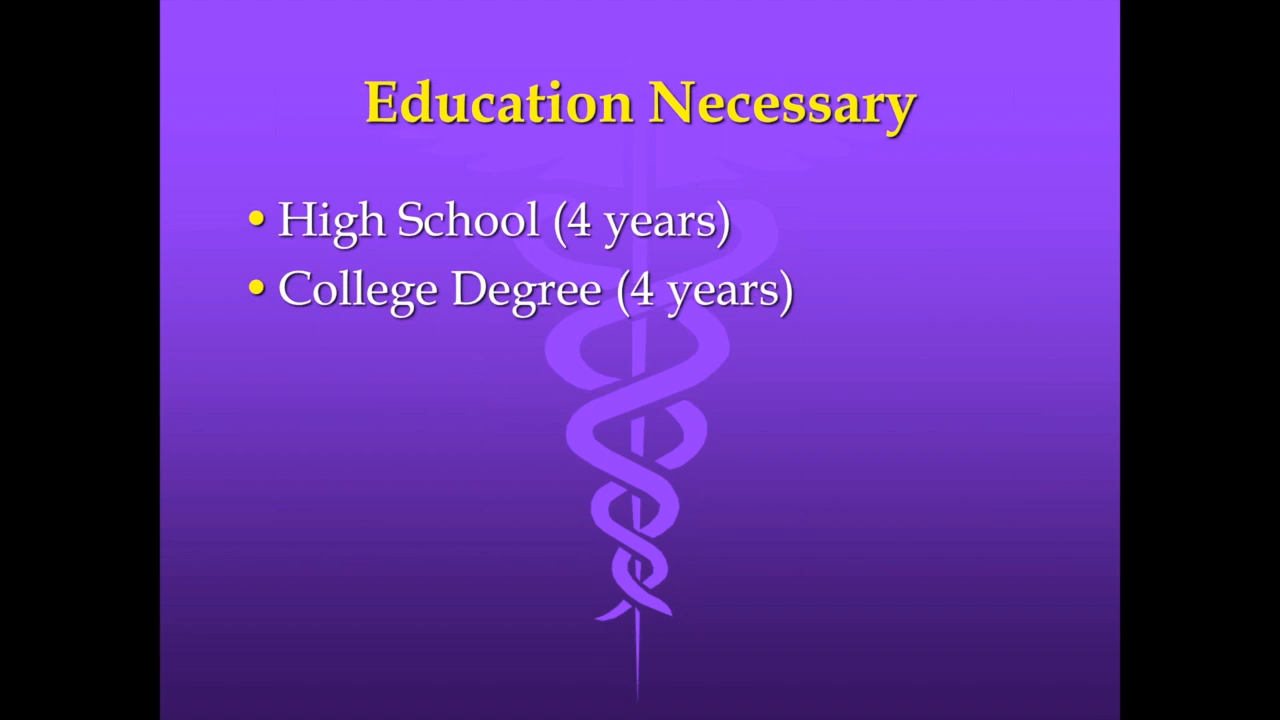 Education Necessary
• High School (4 years)
• College Degree (4 years)